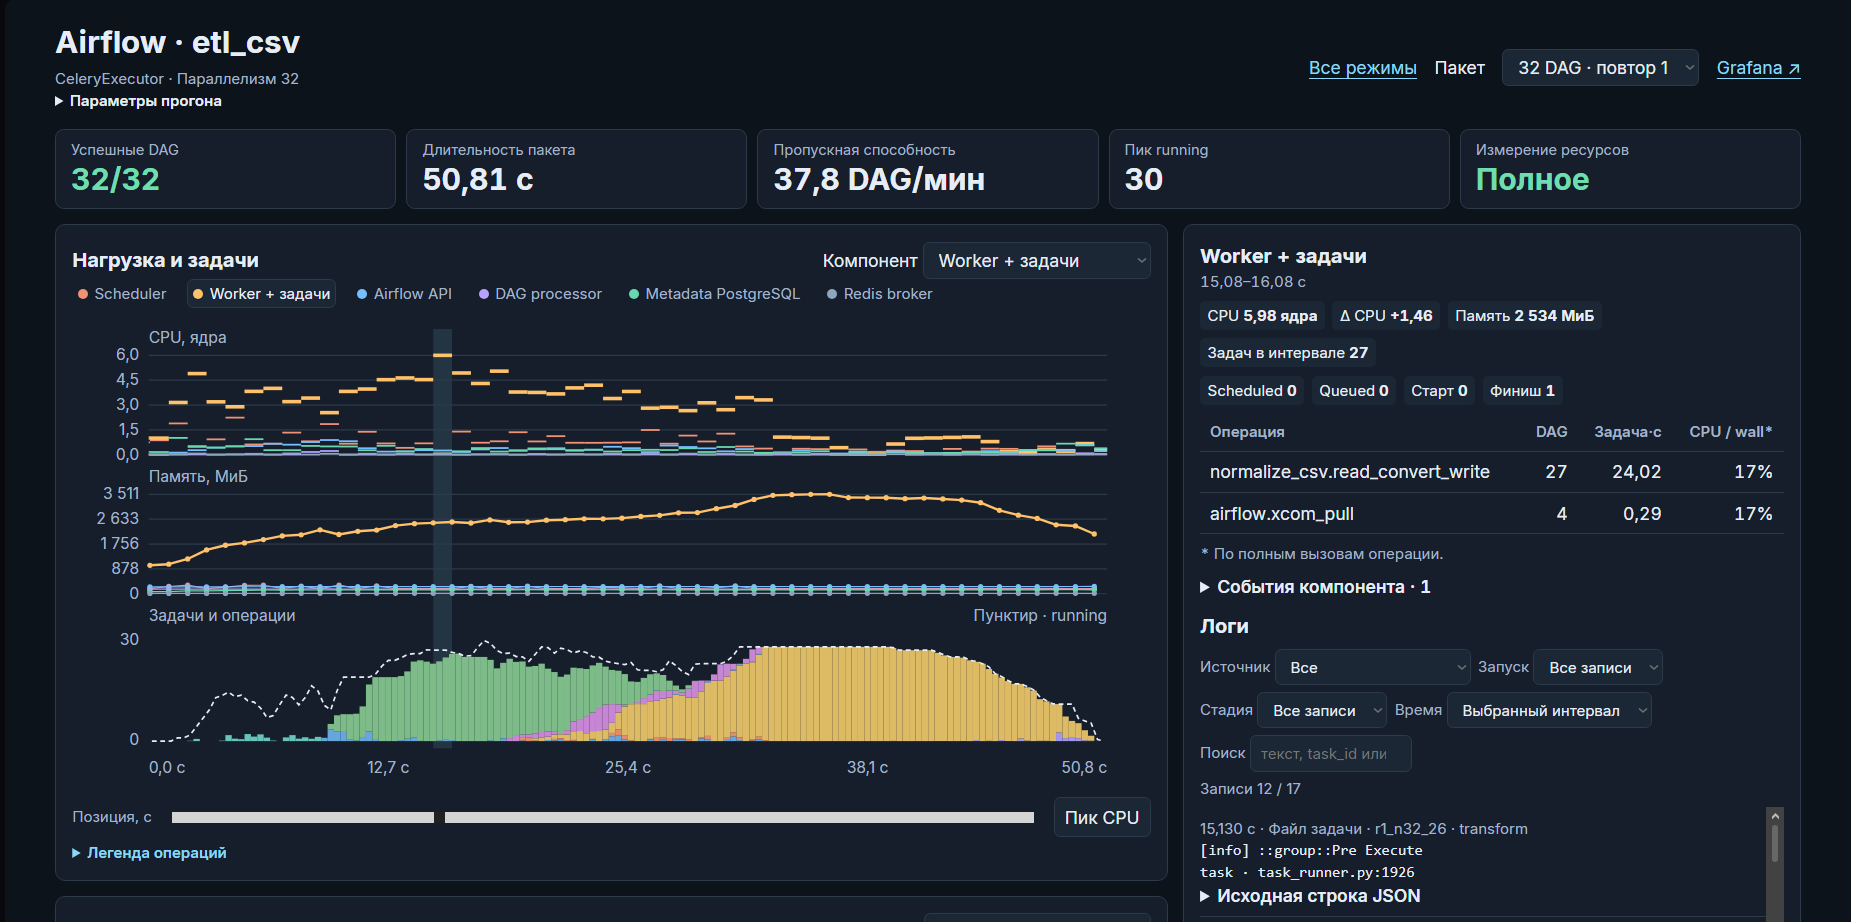 Airflow · etl_csv
CeleryExecutor · Параллелизм 32
Параметры прогона
Все режимы
Пакет
32 DAG · повтор 1
Grafana ↗
Успешные DAG
32/32
Длительность пакета
50,81 с
Пропускная способность
37,8 DAG/мин
Пик running
30
Измерение ресурсов
Полное
Нагрузка и задачи
Компонент
Worker + задачи
Scheduler
Worker + задачи
Airflow API
DAG processor
Metadata PostgreSQL
Redis broker
CPU, ядра
6,0
4,5
3,0
1,5
0,0
Память, МиБ
3 511
2 633
1 756
878
0
Задачи и операции
Пунктир · running
30
0
0,0 с
12,7 с
25,4 с
38,1 с
50,8 с
Позиция, с
Пик CPU
Легенда операций
Worker + задачи
15,08–16,08 с
CPU 5,98 ядра
Δ CPU +1,46
Память 2 534 МиБ
Задач в интервале 27
Scheduled 0
Queued 0
Старт 0
Финиш 1
Операция DAG Задача·с CPU / wall*
normalize_csv.read_convert_write 27 24,02 17%
airflow.xcom_pull 4 0,29 17%
* По полным вызовам операции.
События компонента · 1
Логи
Источник Все Запуск Все записи
Стадия Все записи Время Выбранный интервал
Поиск текст, task_id или
Записи 12 / 17
15,130 с · Файл задачи · r1_n32_26 · transform
[info] ::group::Pre Execute
task · task_runner.py:1926
Исходная строка JSON